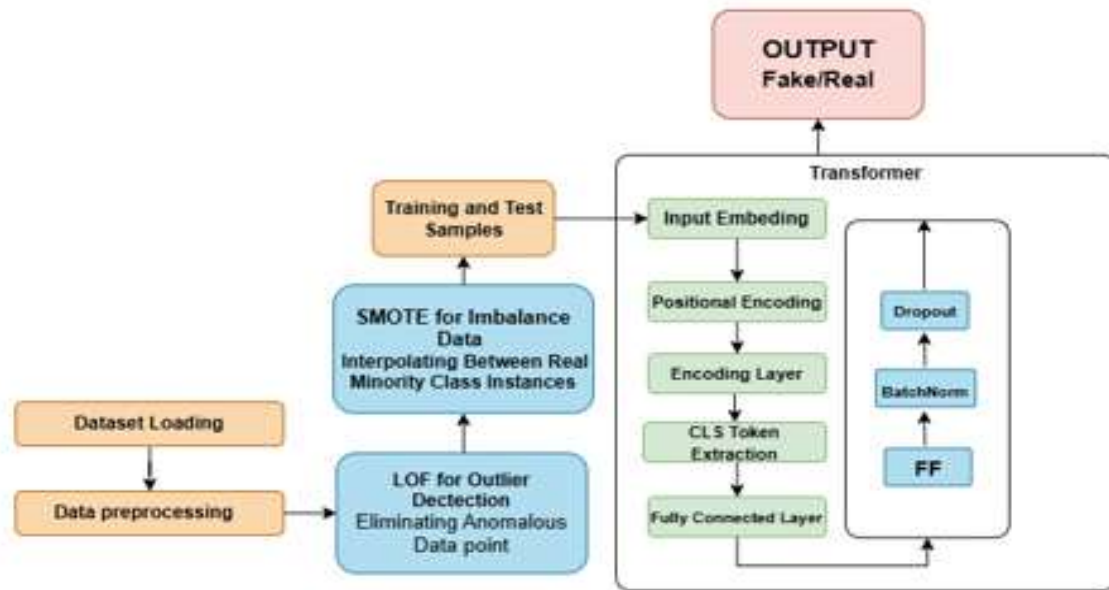 OUTPUT
Fake/Real
Transformer
Training and Test
Samples
Input Embeding
Positional Encoding
Dropout
SMOTE for Imbalance
Data
Interpolating Between Real
Minority Class Instances
Encoding Layer
BatchNorm
Dataset Loading
CLS Token
Extraction
FF
LOF for Outlier
Dectection
Eliminating Anomalous
Data point
Data preprocessing
Fully Connected Layer